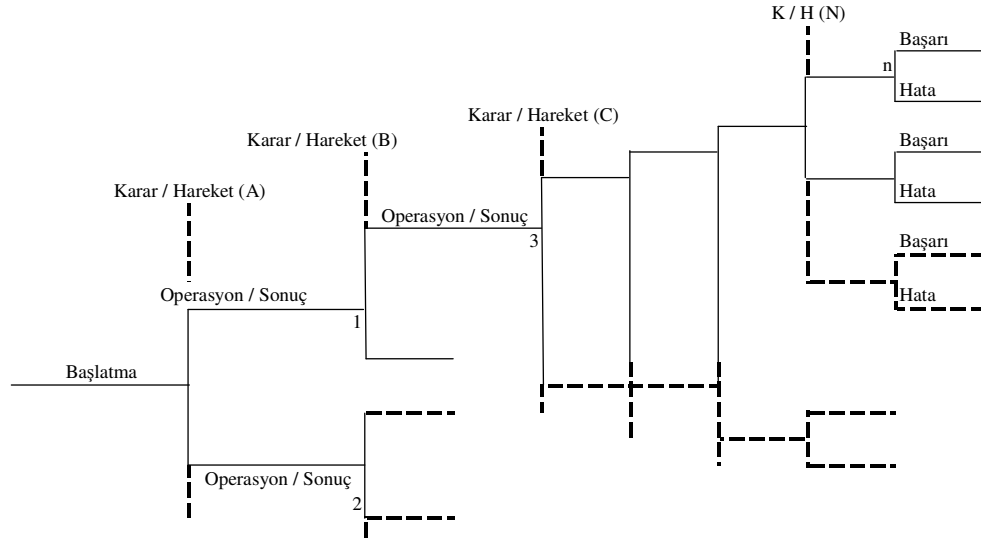 K / H (N)
Başarı
n
Hata
Karar / Hareket (C)
Karar / Hareket (B)
Başarı
Karar / Hareket (A)
Hata
Operasyon / Sonuç
3
Başarı
Operasyon / Sonuç
Hata
1
Başlatma
Operasyon / Sonuç
2